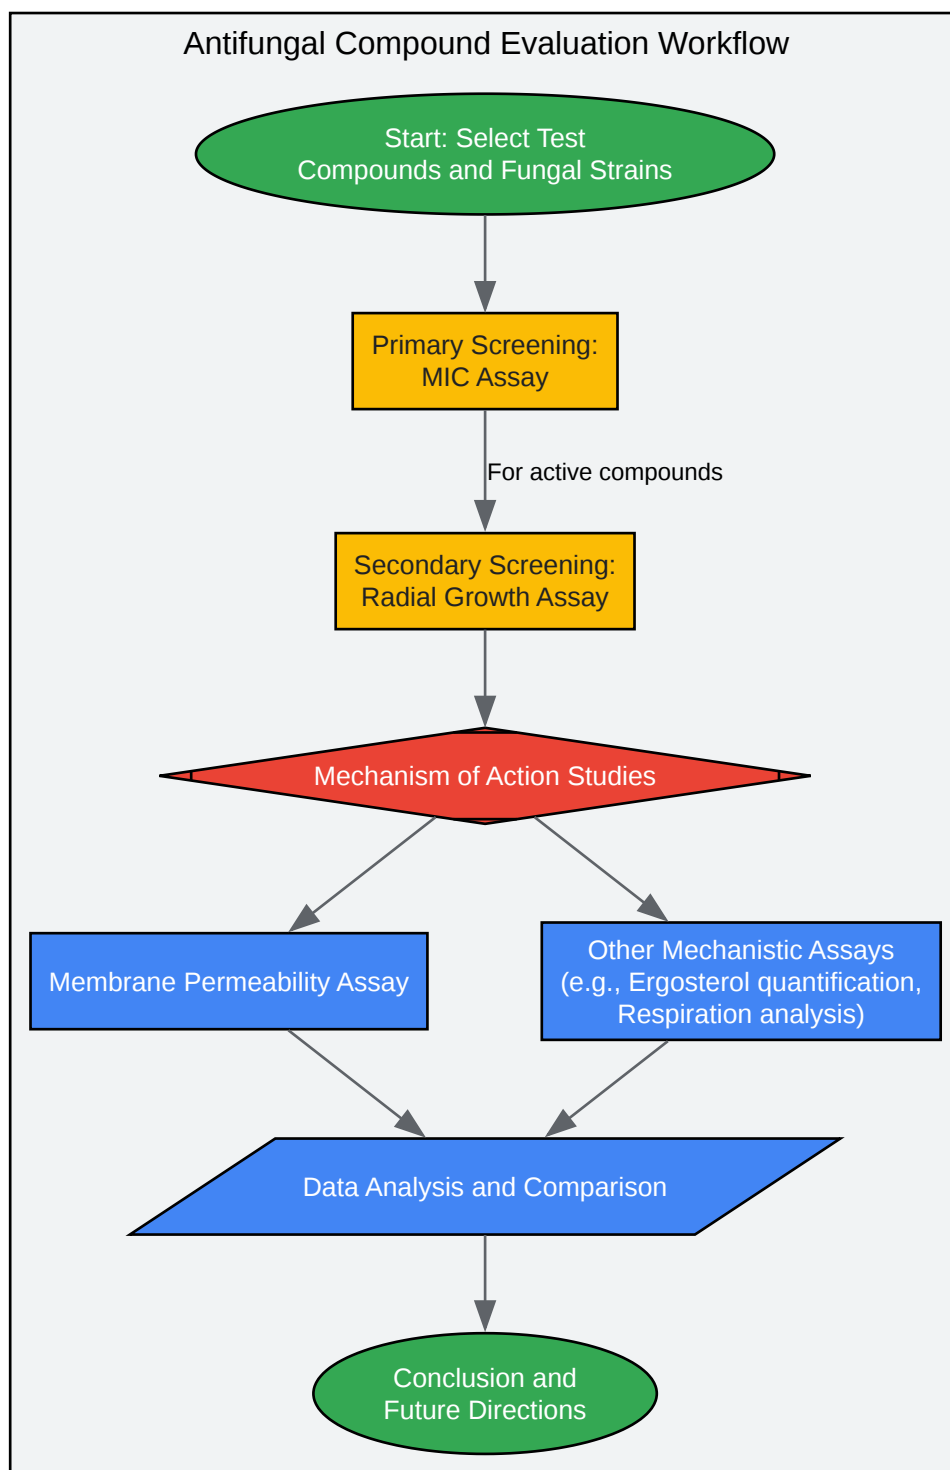 Antifungal Compound Evaluation Workflow
Start: Select Test
Compounds and Fungal Strains
Primary Screening:
MIC Assay
For active compounds
Secondary Screening:
Radial Growth Assay
Mechanism of Action Studies
Membrane Permeability Assay
Other Mechanistic Assays
(e.g., Ergosterol quantification,
Respiration analysis)
Data Analysis and Comparison
Conclusion and
Future Directions